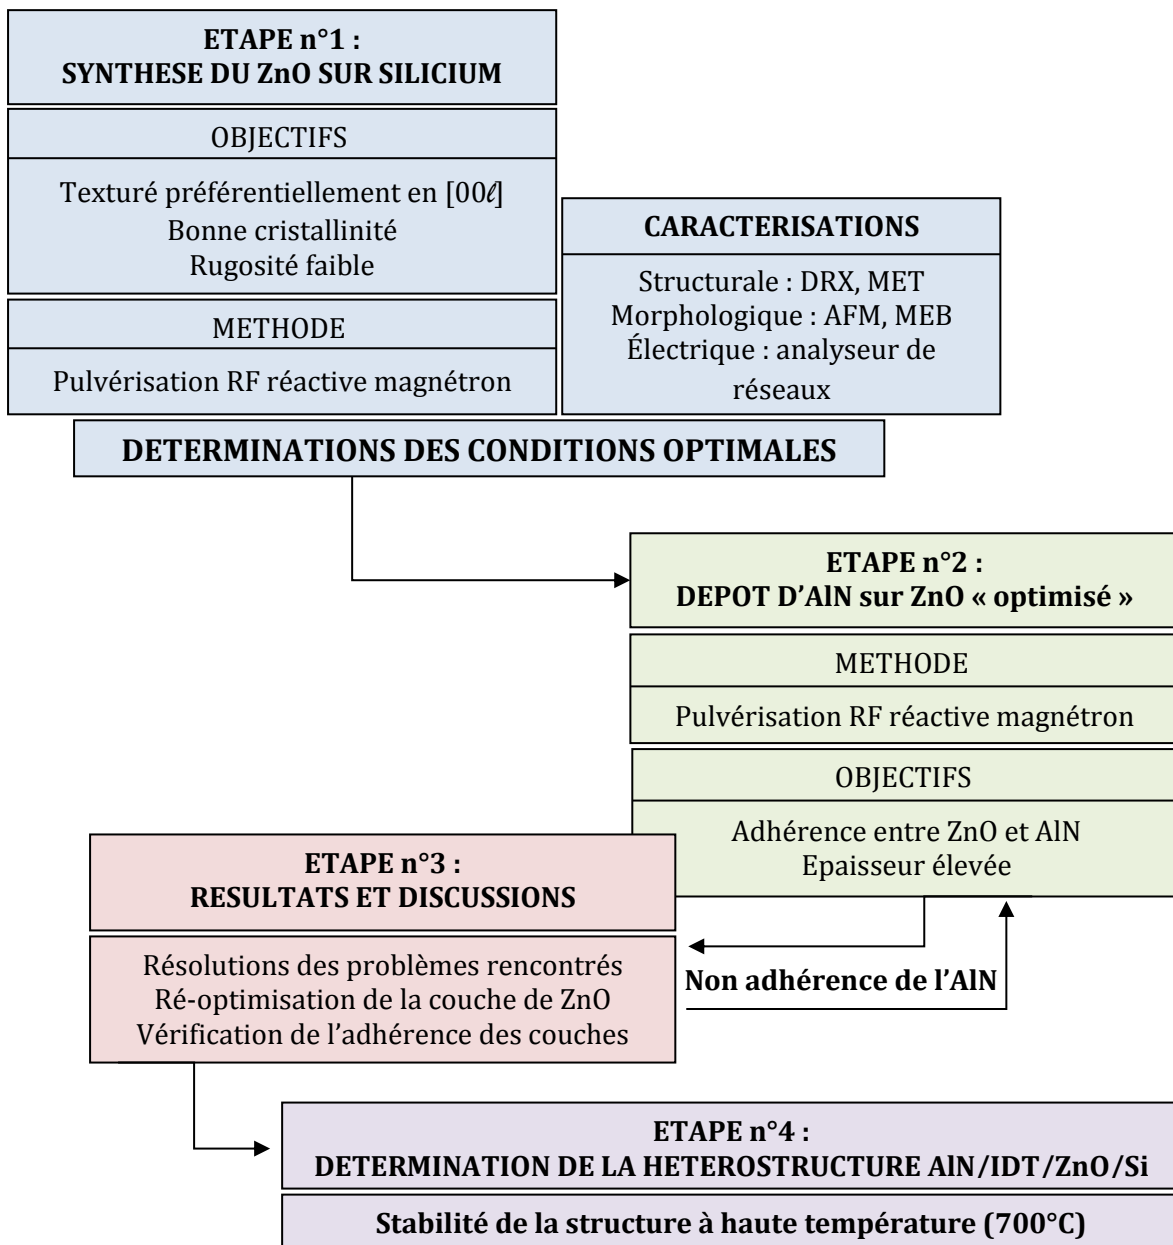 ETAPE n°1 :
SYNTHESE DU ZnO SUR SILICIUM
OBJECTIFS
Texturé préférentiellement en [00ℓ]
Bonne cristallinité
Rugosité faible
METHODE
Pulvérisation RF réactive magnétron
CARACTERISATIONS
Structurale : DRX, MET
Morphologique : AFM, MEB
Électrique : analyseur de
réseaux
DETERMINATIONS DES CONDITIONS OPTIMALES
ETAPE n°2 :
DEPOT D’AlN sur ZnO « optimisé »
METHODE
Pulvérisation RF réactive magnétron
OBJECTIFS
Adhérence entre ZnO et AlN
Epaisseur élevée
ETAPE n°3 :
RESULTATS ET DISCUSSIONS
Résolutions des problèmes rencontrés
Ré-optimisation de la couche de ZnO
Vérification de l’adhérence des couches
Non adhérence de l’AlN
ETAPE n°4 :
DETERMINATION DE LA HETEROSTRUCTURE AlN/IDT/ZnO/Si
Stabilité de la structure à haute température (700°C)